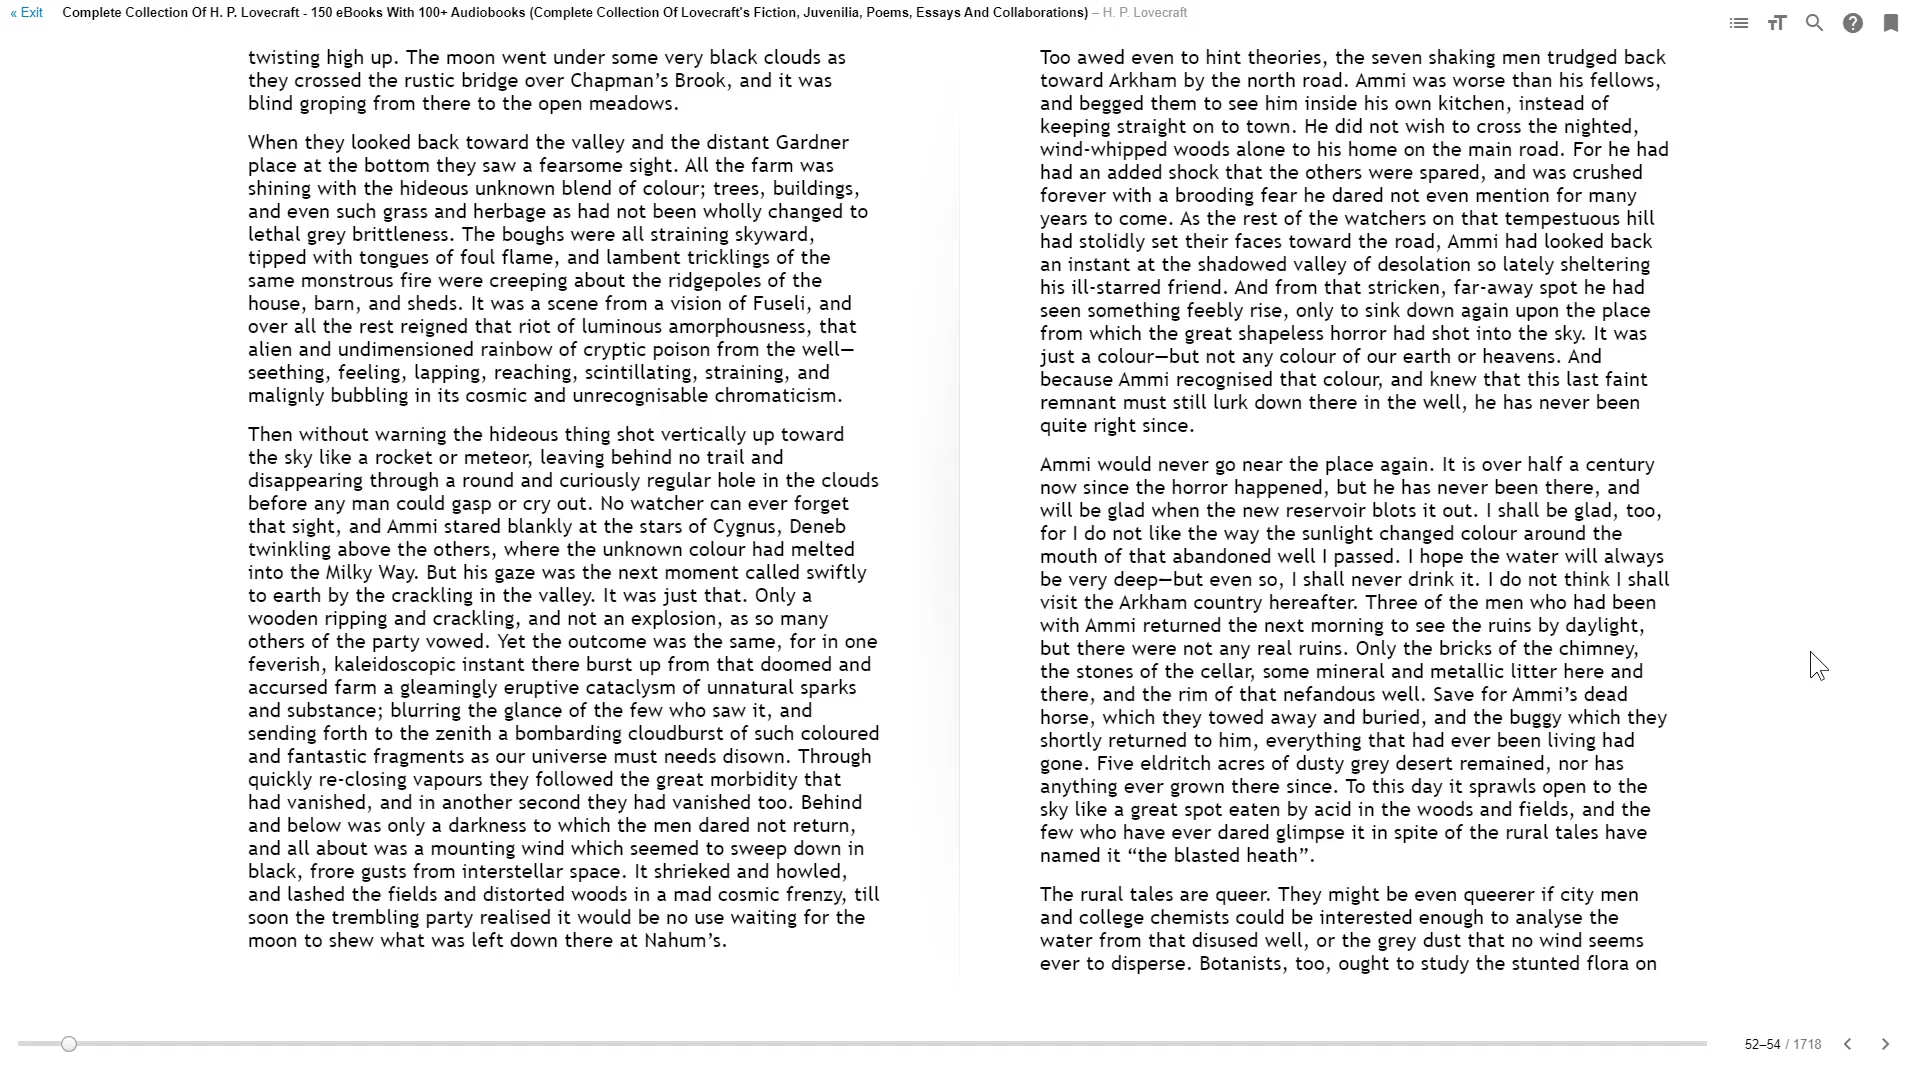 « Exit
Complete Collection Of H. P. Lovecraft - 150 eBooks With 100+ Audiobooks (Complete Collection Of Lovecraft's Fiction, Juvenilia, Poems, Essays And Collaborations) – H. P. Lovecraft
twisting high up. The moon went under some very black clouds as
they crossed the rustic bridge over Chapman’s Brook, and it was
blind groping from there to the open meadows.
When they looked back toward the valley and the distant Gardner
place at the bottom they saw a fearsome sight. All the farm was
shining with the hideous unknown blend of colour; trees, buildings,
and even such grass and herbage as had not been wholly changed to
lethal grey brittleness. The boughs were all straining skyward,
tipped with tongues of foul flame, and lambent tricklings of the
same monstrous fire were creeping about the ridgepoles of the
house, barn, and sheds. It was a scene from a vision of Fuseli, and
over all the rest reigned that riot of luminous amorphousness, that
alien and undimensioned rainbow of cryptic poison from the well—
seething, feeling, lapping, reaching, scintillating, straining, and
malignly bubbling in its cosmic and unrecognisable chromaticism.
Then without warning the hideous thing shot vertically up toward
the sky like a rocket or meteor, leaving behind no trail and
disappearing through a round and curiously regular hole in the clouds
before any man could gasp or cry out. No watcher can ever forget
that sight, and Ammi stared blankly at the stars of Cygnus, Deneb
twinkling above the others, where the unknown colour had melted
into the Milky Way. But his gaze was the next moment called swiftly
to earth by the crackling in the valley. It was just that. Only a
wooden ripping and crackling, and not an explosion, as so many
others of the party vowed. Yet the outcome was the same, for in one
feverish, kaleidoscopic instant there burst up from that doomed and
accursed farm a gleamingly eruptive cataclysm of unnatural sparks
and substance; blurring the glance of the few who saw it, and
sending forth to the zenith a bombarding cloudburst of such coloured
and fantastic fragments as our universe must needs disown. Through
quickly re-closing vapours they followed the great morbidity that
had vanished, and in another second they had vanished too. Behind
and below was only a darkness to which the men dared not return,
and all about was a mounting wind which seemed to sweep down in
black, frore gusts from interstellar space. It shrieked and howled,
and lashed the fields and distorted woods in a mad cosmic frenzy, till
soon the trembling party realised it would be no use waiting for the
moon to shew what was left down there at Nahum’s.
Too awed even to hint theories, the seven shaking men trudged back
toward Arkham by the north road. Ammi was worse than his fellows,
and begged them to see him inside his own kitchen, instead of
keeping straight on to town. He did not wish to cross the nighted,
wind-whipped woods alone to his home on the main road. For he had
had an added shock that the others were spared, and was crushed
forever with a brooding fear he dared not even mention for many
years to come. As the rest of the watchers on that tempestuous hill
had stolidly set their faces toward the road, Ammi had looked back
an instant at the shadowed valley of desolation so lately sheltering
his ill-starred friend. And from that stricken, far-away spot he had
seen something feebly rise, only to sink down again upon the place
from which the great shapeless horror had shot into the sky. It was
just a colour—but not any colour of our earth or heavens. And
because Ammi recognised that colour, and knew that this last faint
remnant must still lurk down there in the well, he has never been
quite right since.
Ammi would never go near the place again. It is over half a century
now since the horror happened, but he has never been there, and
will be glad when the new reservoir blots it out. I shall be glad, too,
for I do not like the way the sunlight changed colour around the
mouth of that abandoned well I passed. I hope the water will always
be very deep—but even so, I shall never drink it. I do not think I shall
visit the Arkham country hereafter. Three of the men who had been
with Ammi returned the next morning to see the ruins by daylight,
but there were not any real ruins. Only the bricks of the chimney,
the stones of the cellar, some mineral and metallic litter here and
there, and the rim of that nefandous well. Save for Ammi’s dead
horse, which they towed away and buried, and the buggy which they
shortly returned to him, everything that had ever been living had
gone. Five eldritch acres of dusty grey desert remained, nor has
anything ever grown there since. To this day it sprawls open to the
sky like a great spot eaten by acid in the woods and fields, and the
few who have ever dared glimpse it in spite of the rural tales have
named it “the blasted heath”.
The rural tales are queer. They might be even queerer if city men
and college chemists could be interested enough to analyse the
water from that disused well, or the grey dust that no wind seems
ever to disperse. Botanists, too, ought to study the stunted flora on
52–54 / 1718